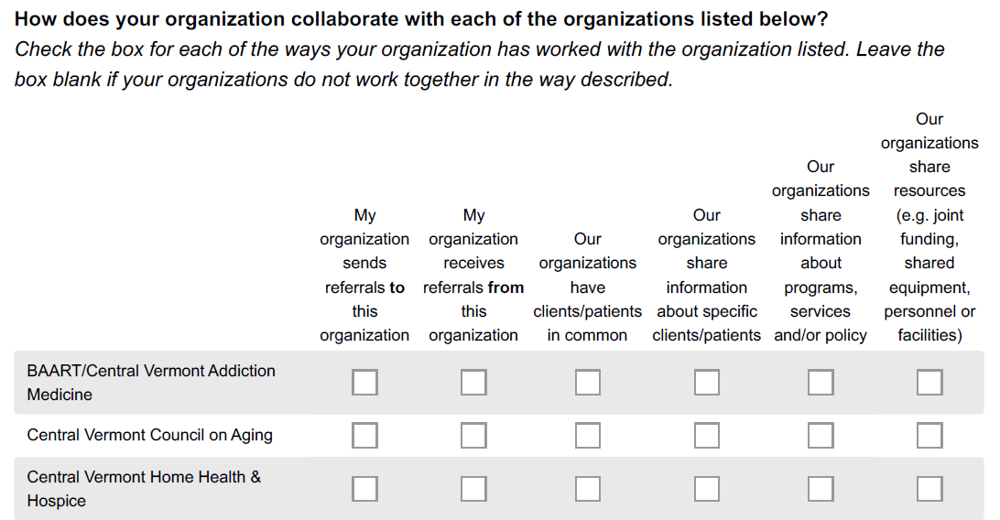 How does your organization collaborate with each of the organizations listed below?
Check the box for each of the ways your organization has worked with the organization listed. Leave the
box blank if your organizations do not work together in the way described.
My
organization
sends
referrals to
this
organization
My
organization
receives
referrals from
this
organization
Our
organizations
have
clients/patients
in common
Our
organizations
share
information
about specific
clients/patients
Our
organizations
share
information
about
programs,
services
and/or policy
Our
organizations
share
resources
(e.g. joint
funding,
shared
equipment,
personnel or
facilities)
BAART/Central Vermont Addiction
Medicine
Central Vermont Council on Aging
Central Vermont Home Health &
Hospice